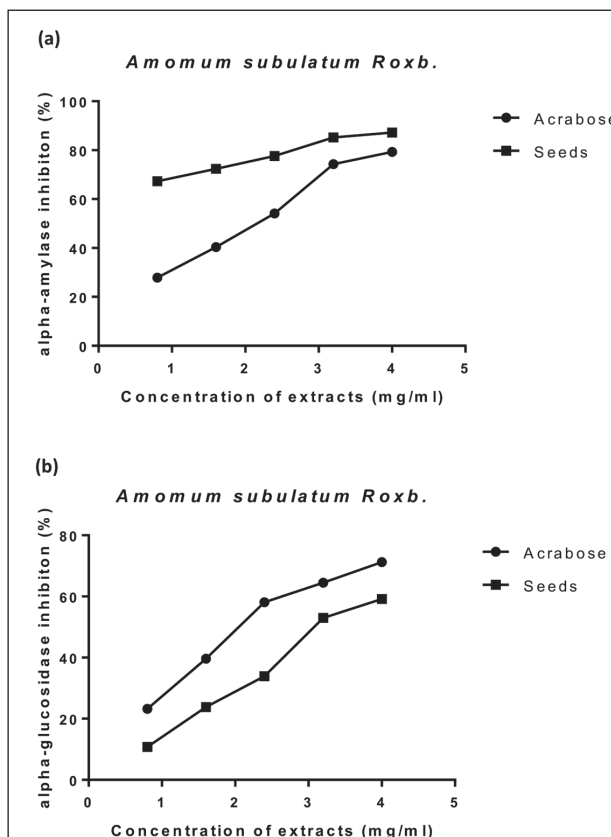 (a)
Amomum subulatum Roxb.
alpha-amylase inhibiton (%)
100
80
60
40
20
0
0 1 2 3 4 5
Concentration of extracts (mg/ml)
Acrabose
Seeds
(b)
Amomum subulatum Roxb.
alpha-glucosidase inhibiton (%)
80
60
40
20
0
0 1 2 3 4 5
Concentration of extracts (mg/ml)
Acrabose
Seeds